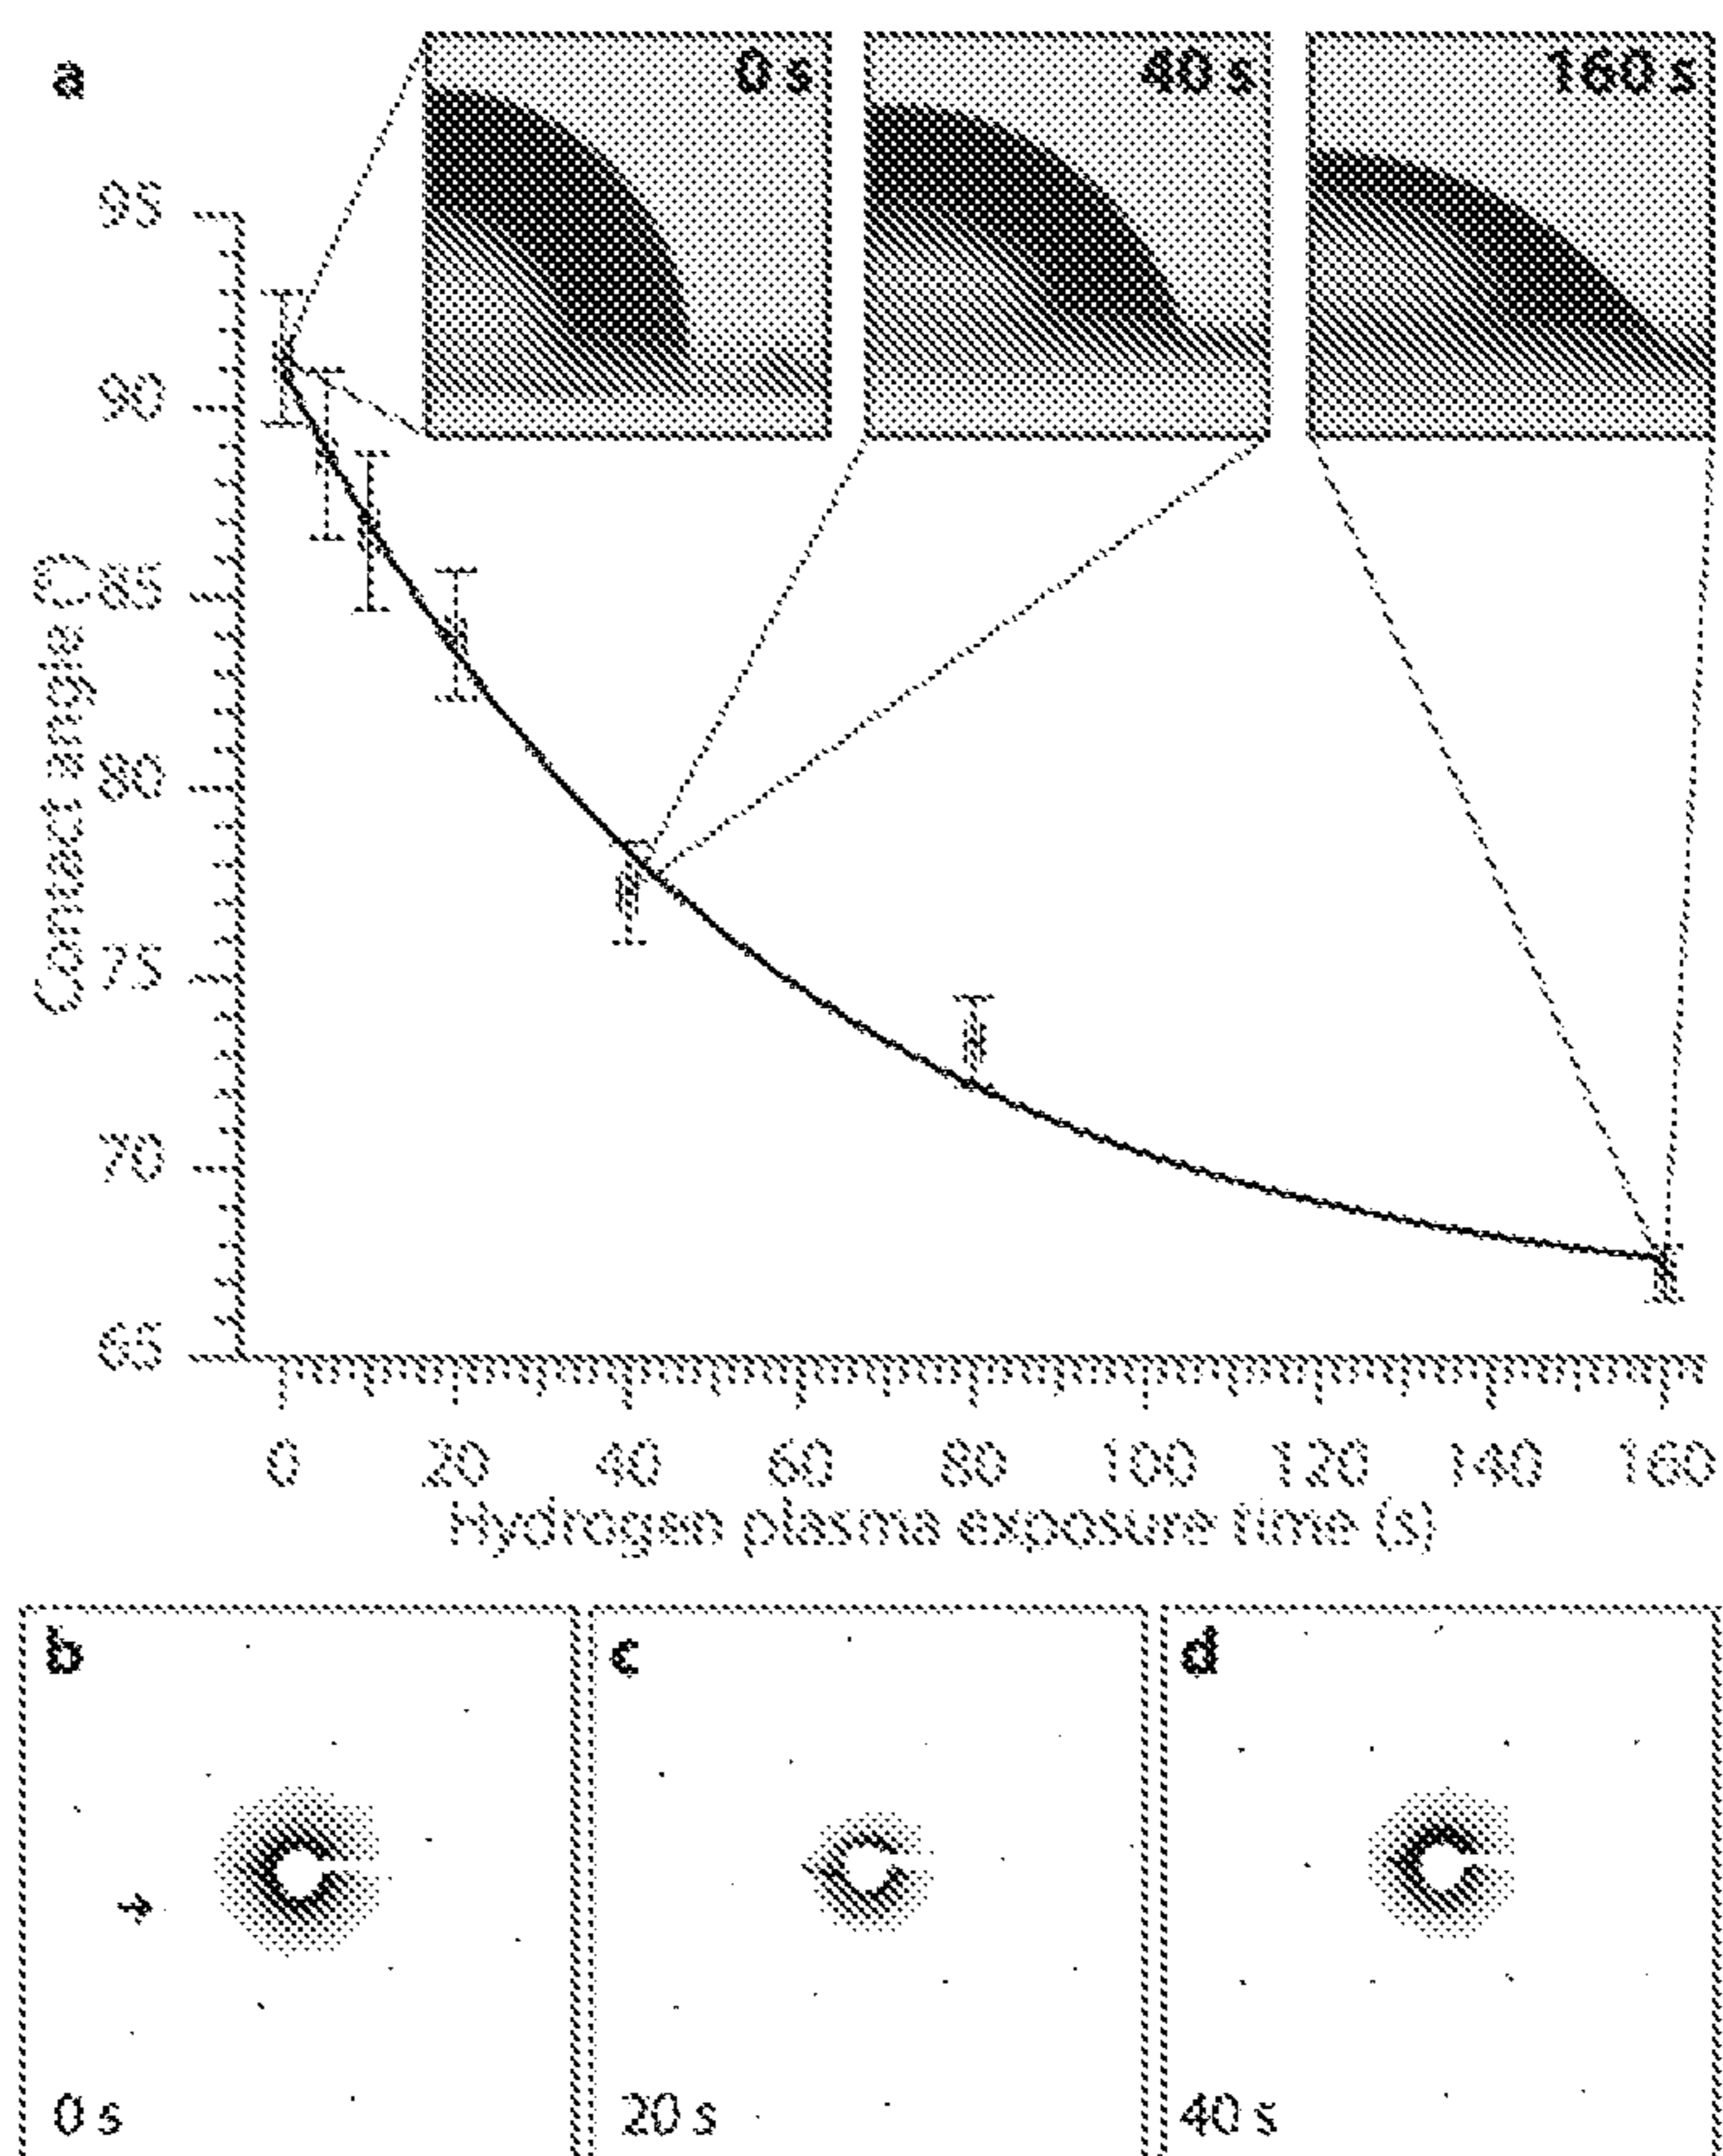 a
0 s
40 s
160 s
95
90
85
80
75
70
65
Contact angle (°)
0 20 40 60 80 100 120 140 160
Hydrogen plasma exposure time (s)
b
c
d
0 s
20 s
40 s